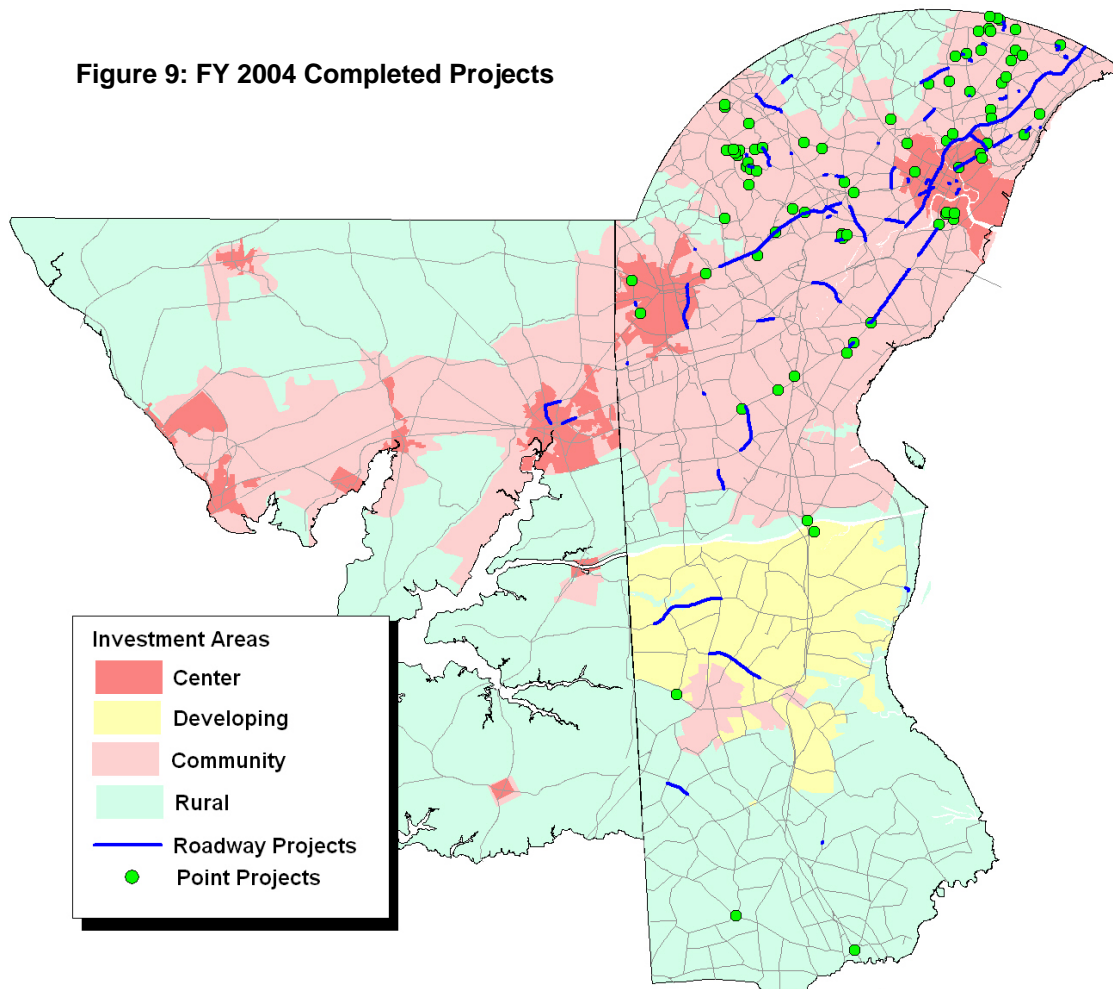 Figure 9: FY 2004 Completed Projects
Investment Areas
Center
Developing
Community
Rural
Roadway Projects
Point Projects